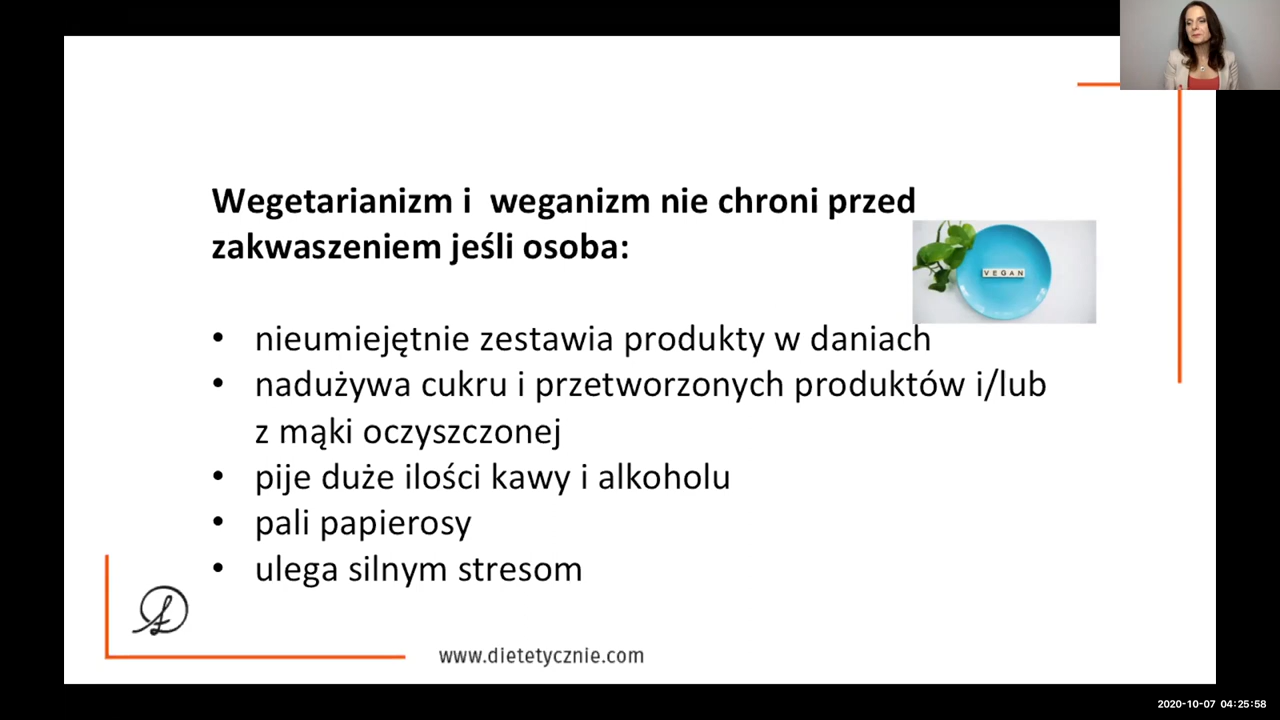 Wegetarianizm i  weganizm nie chroni przed
zakwaszeniem jeśli osoba:
VEGAN
• nieumiejętnie zestawia produkty w daniach
• nadużywa cukru i przetworzonych produktów i/lub
z mąki oczyszczonej
• pije duże ilości kawy i alkoholu
• pali papierosy
• ulega silnym stresom
www.dietetycznie.com
2020-10-07 04:25:58